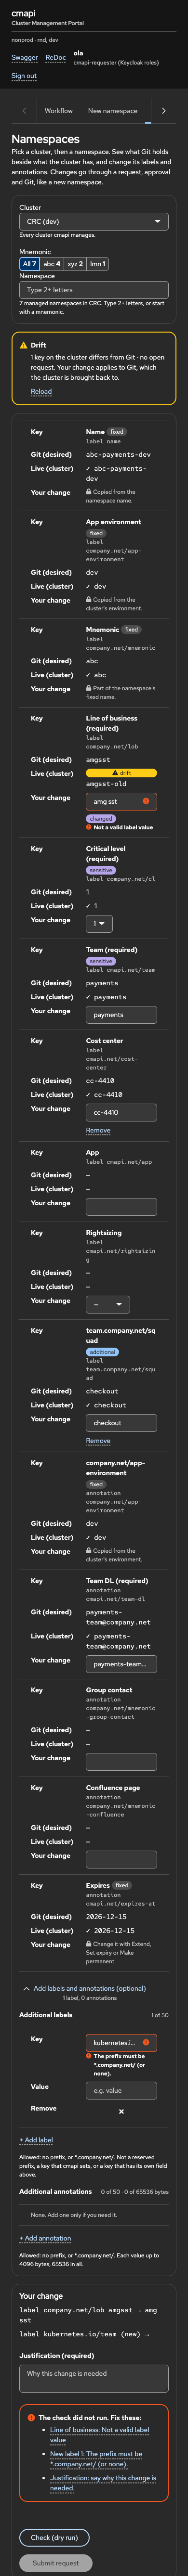 cmapi
Cluster Management Portal
nonprod · rnd, dev
Swagger ReDoc ola
cmapi-requester (Keycloak roles)
Sign out
Workflow New namespace
Namespaces
Pick a cluster, then a namespace. See what Git holds
beside what the cluster has, and change its labels and
annotations. Changes go through a request, approval
and Git, like a new namespace.
Cluster
CRC (dev)
Every cluster cmapi manages.
Mnemonic
All 7 abc 4 xyz 2 lmn 1
Namespace
Type 2+ letters
7 managed namespaces in CRC. Type 2+ letters, or start
with a mnemonic.
Drift
1 key on the cluster differs from Git · no open
request. Your change applies to Git, which
the cluster is brought back to.
Reload
Key Name fixed
label name
Git (desired) abc-payments-dev
Live (cluster) ✓ abc-payments-
dev
Your change Copied from the
namespace name.
Key App environment
fixed
label
company.net/app-
environment
Git (desired) dev
Live (cluster) ✓ dev
Your change Copied from the
cluster's environment.
Key Mnemonic fixed
label
company.net/mnemonic
Git (desired) abc
Live (cluster) ✓ abc
Your change Part of the namespace's
fixed name.
Key Line of business
(required)
label
company.net/lob
Git (desired) amgsst
Live (cluster) drift
amgsst-old
Your change amg sst
changed
Not a valid label value
Key Critical level
(required)
sensitive
label company.net/cl
Git (desired) 1
Live (cluster) ✓ 1
Your change 1
Key Team (required)
sensitive
label cmapi.net/team
Git (desired) payments
Live (cluster) ✓ payments
Your change payments
Key Cost center
label
cmapi.net/cost-
center
Git (desired) cc-4410
Live (cluster) ✓ cc-4410
Your change cc-4410
Remove
Key App
label cmapi.net/app
Git (desired) —
Live (cluster) —
Your change
Key Rightsizing
label
cmapi.net/rightsizin
g
Git (desired) —
Live (cluster) —
Your change —
Key team.company.net/sq
uad
additional
label
team.company.net/squ
ad
Git (desired) checkout
Live (cluster) ✓ checkout
Your change checkout
Remove
Key company.net/app-
environment
fixed
annotation
company.net/app-
environment
Git (desired) dev
Live (cluster) ✓ dev
Your change Copied from the
cluster's environment.
Key Team DL (required)
annotation
cmapi.net/team-dl
Git (desired) payments-
team@company.net
Live (cluster) ✓ payments-
team@company.net
Your change payments-team...
Key Group contact
annotation
company.net/mnemonic
-group-contact
Git (desired) —
Live (cluster) —
Your change
Key Confluence page
annotation
company.net/mnemonic
-confluence
Git (desired) —
Live (cluster) —
Your change
Key Expires fixed
annotation
cmapi.net/expires-at
Git (desired) 2026-12-15
Live (cluster) ✓ 2026-12-15
Your change Change it with Extend,
Set expiry or Make
permanent.
Add labels and annotations (optional)
1 label, 0 annotations
Additional labels 1 of 50
Key kubernetes.i...
The prefix must be
*.company.net/ (or
none).
Value e.g. value
Remove ×
+ Add label
Allowed: no prefix, or *.company.net/. Not a reserved
prefix, a key that cmapi sets, or a key that has its own field
above.
Additional annotations 0 of 50 · 0 of 65536 bytes
None. Add one only if you need it.
+ Add annotation
Allowed: no prefix, or *.company.net/. Each value up to
4096 bytes, 65536 in all.
Your change
label company.net/lob amgsst → amg
sst
label kubernetes.io/team (new) →
Justification (required)
Why this change is needed
The check did not run. Fix these:
• Line of business: Not a valid label
value
• New label 1: The prefix must be
*.company.net/ (or none).
• Justification: say why this change is
needed.
Check (dry run)
Submit request